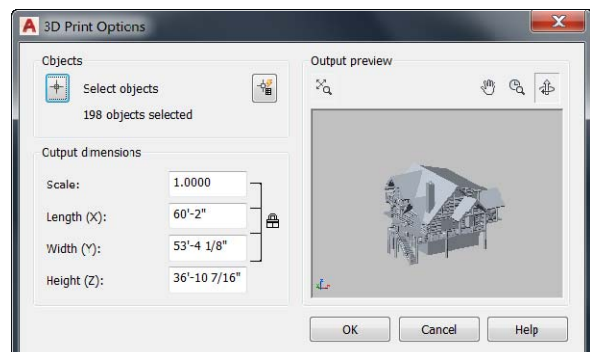 A 3D Print Options
Objects
Select objects
198 objects selected
Output dimensions
Scale: 1.0000
Length (X): 60'-2"
Width (Y): 53'-4 1/8"
Height (Z): 36'-10 7/16"
Output preview
OK Cancel Help